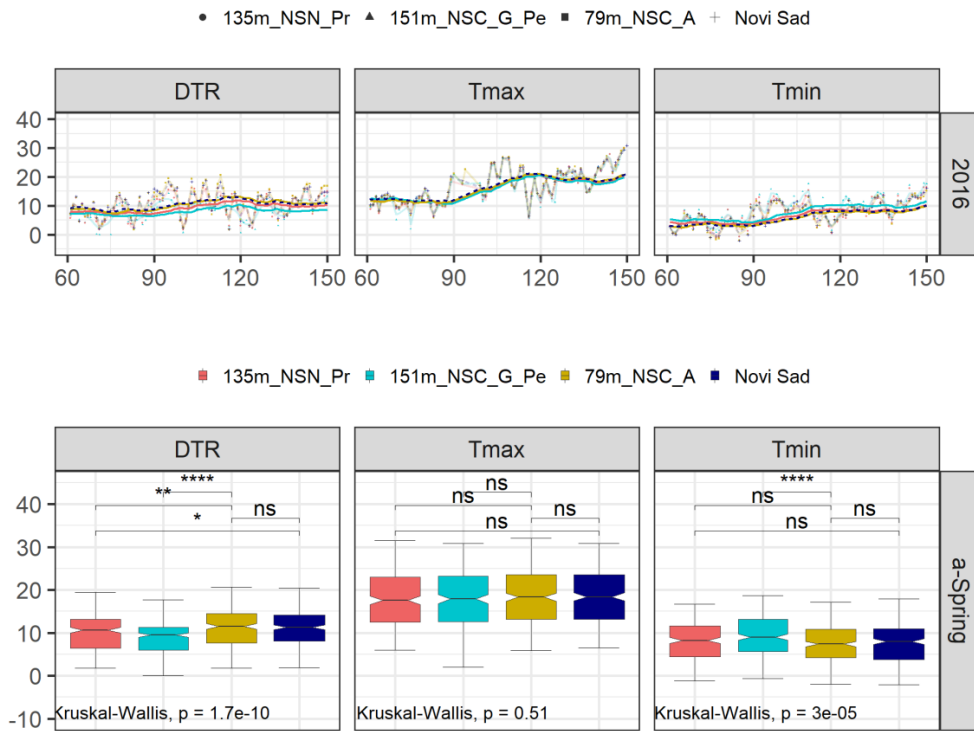 135m_NSN_Pr 151m_NSC_G_Pe 79m_NSC_A Novi Sad
DTR Tmax Tmin
40
30
20
10
0
2016
60 90 120 150 60 90 120 150 60 90 120 150
135m_NSN_Pr 151m_NSC_G_Pe 79m_NSC_A Novi Sad
DTR Tmax Tmin
**** ns ****
** ns ns ns ns ns
* ns ns
40
30
20
10
0
-10
a-Spring
Kruskal-Wallis, p = 1.7e-10 Kruskal-Wallis, p = 0.51 Kruskal-Wallis, p = 3e-05